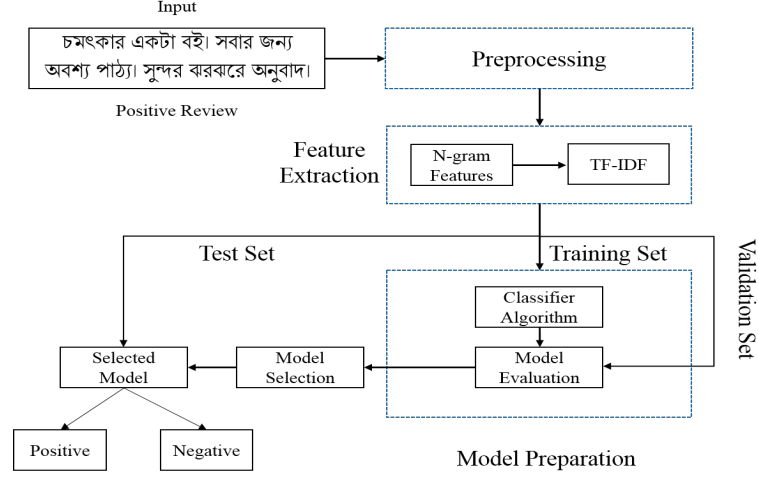 Input
চমৎকার একটা বই। সবার জন্য
অবশ্য পাঠ্য। সুন্দর ঝরঝরে অনুবাদ।
Positive Review
Preprocessing
Feature
Extraction
N-gram
Features
TF-IDF
Test Set
Training Set
Validation Set
Classifier
Algorithm
Model
Evaluation
Model
Selection
Selected
Model
Positive
Negative
Model Preparation